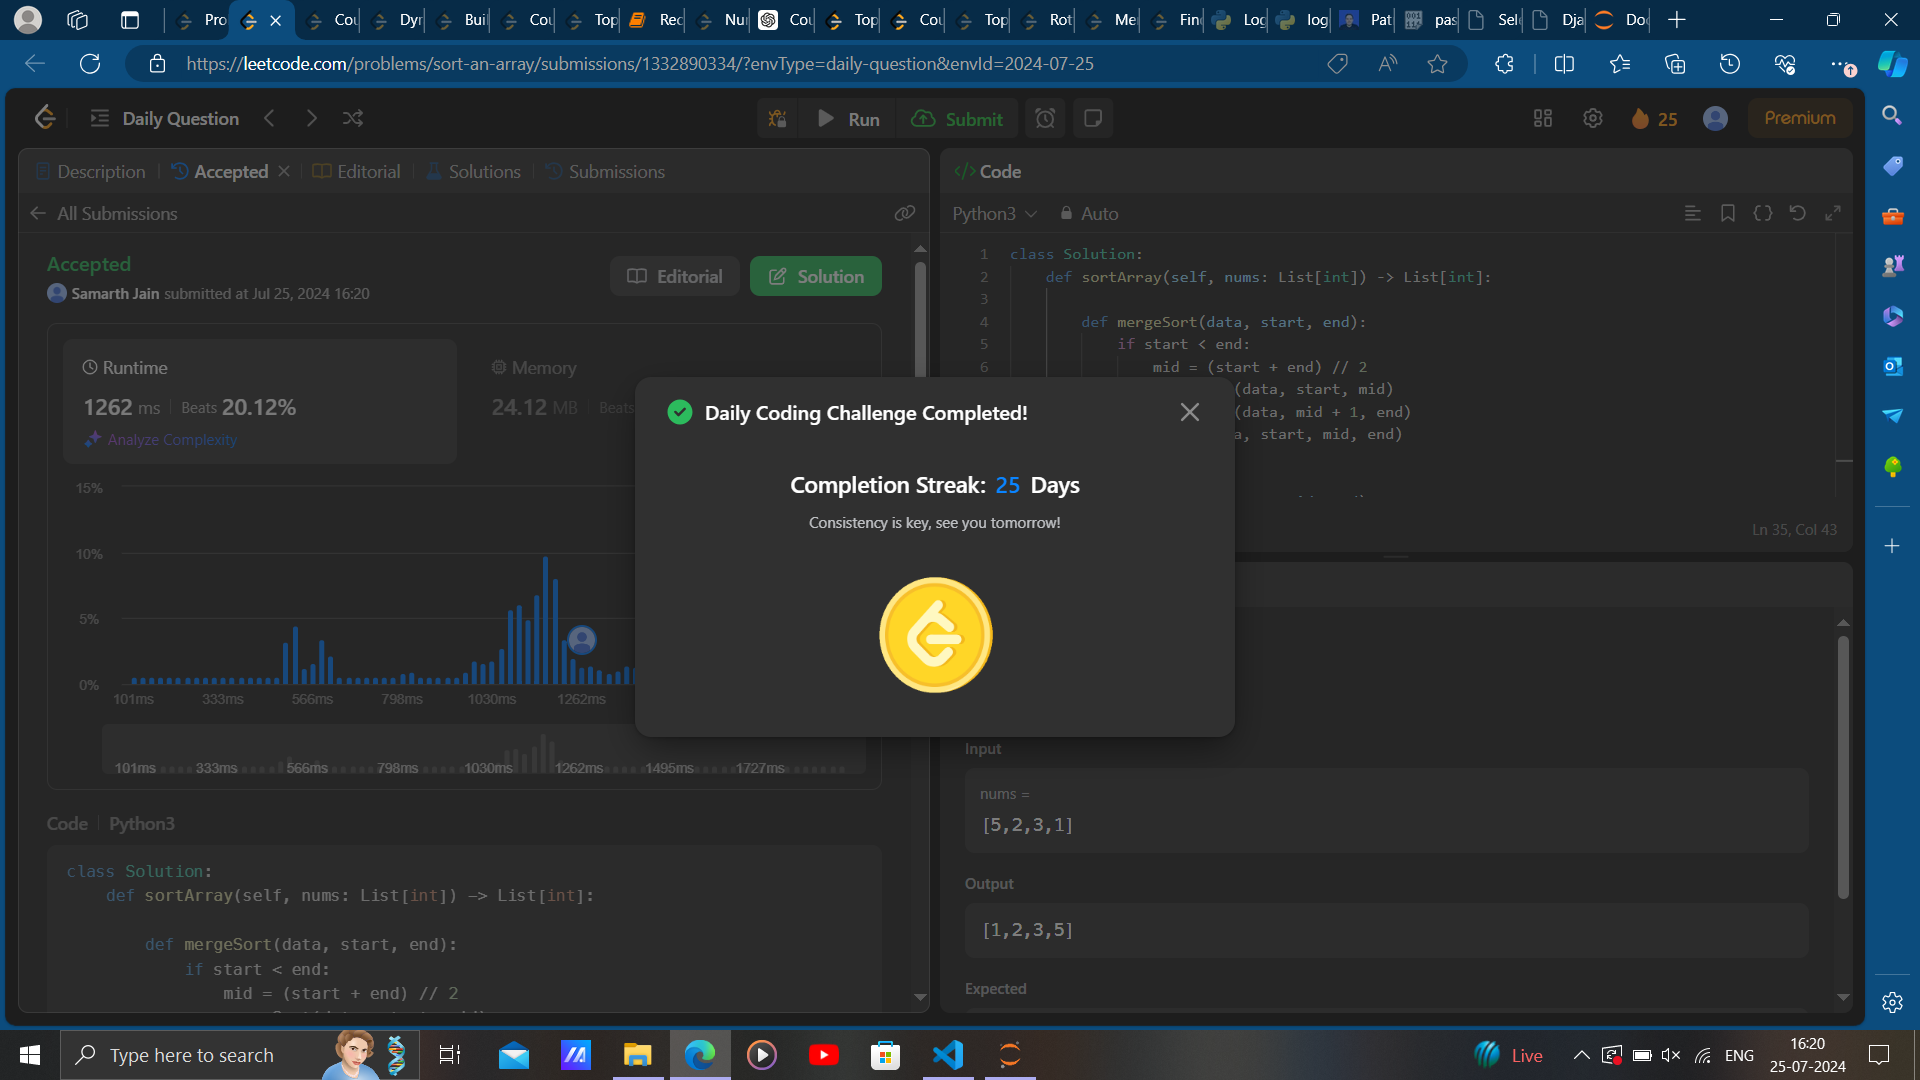 Pro
Cou
Dyr
Buil
Cou
Top
Rec
Nur
Cou
Top
Cou
Top
Rot
Mer
Fin
Log
log
Pat
pas
Sel
Dja
Doc
https://leetcode.com/problems/sort-an-array/submissions/1332890334/?envType=daily-question&envId=2024-07-25
Daily Question
Run
Submit
25
Premium
Description
Accepted
Editorial
Solutions
Submissions
All Submissions
Accepted
Samarth Jain submitted at Jul 25, 2024 16:20
Editorial
Solution
Runtime
1262 ms Beats 20.12%
Analyze Complexity
Memory
24.12 MB Beats
15%
10%
5%
0%
101ms 333ms 566ms 798ms 1030ms 1262ms
101ms 333ms 566ms 798ms 1030ms 1262ms 1495ms 1727ms
Code Python3
class Solution:
def sortArray(self, nums: List[int]) -> List[int]:
def mergeSort(data, start, end):
if start < end:
mid = (start + end) // 2
Daily Coding Challenge Completed!
Completion Streak: 25 Days
Consistency is key, see you tomorrow!
Code
Python3
Auto
1 class Solution:
2 def sortArray(self, nums: List[int]) -> List[int]:
3
4 def mergeSort(data, start, end):
5 if start < end:
6 mid = (start + end) // 2
(data, start, mid)
(data, mid + 1, end)
a, start, mid, end)
Ln 35, Col 43
Input
nums =
[5,2,3,1]
Output
[1,2,3,5]
Expected
Type here to search
Live
ENG
16:20
25-07-2024